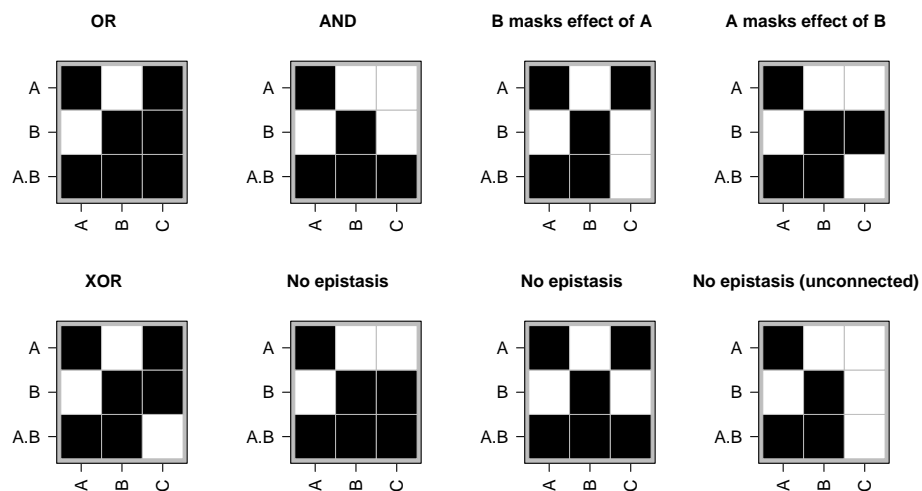 OR
A
B
A.B
A
B
C
AND
A
B
A.B
A
B
C
B masks effect of A
A
B
A.B
A
B
C
A masks effect of B
A
B
A.B
A
B
C
XOR
A
B
A.B
A
B
C
No epistasis
A
B
A.B
A
B
C
No epistasis
A
B
A.B
A
B
C
No epistasis (unconnected)
A
B
A.B
A
B
C